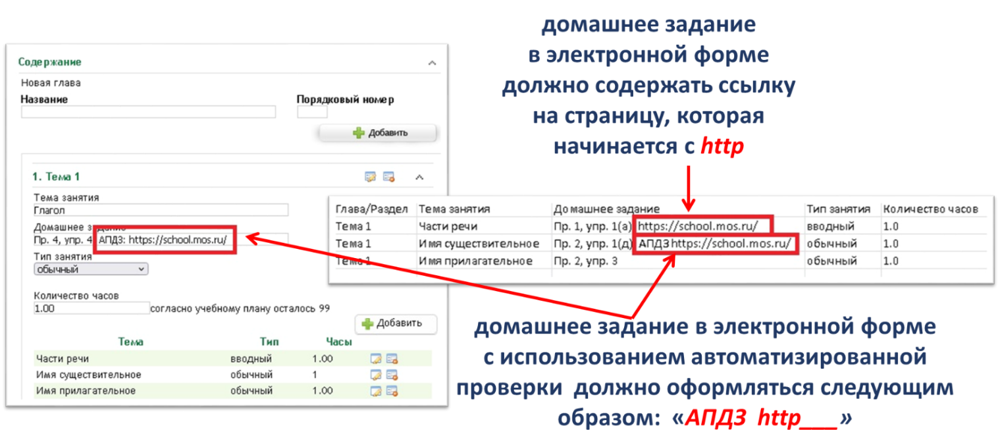 домашнее задание
в электронной форме
должно содержать ссылку
на страницу, которая
начинается с http
Содержание
Новая глава
Название Порядковый номер
Добавить
1. Тема 1
Тема занятия
Глагол
Домашнее задание
Пр. 4, упр. 4 АПДЗ: https://school.mos.ru/
Тип занятия
обычный
Количество часов
1.00 согласно учебному плану осталось 99
Добавить
Тема Тип Часы
Части речи вводный 1.00
Имя существительное обычный 1
Имя прилагательное обычный 1.00
Глава/Раздел Тема занятия Домашнее задание Тип занятия Количество часов
Тема 1 Части речи Пр. 1, упр. 1(а) https://school.mos.ru/ вводный 1.0
Тема 1 Имя существительное Пр. 2, упр. 1(д) АПДЗ https://school.mos.ru/ обычный 1.0
Тема 1 Имя прилагательное Пр. 2, упр. 3 обычный 1.0
домашнее задание в электронной форме
с использованием автоматизированной
проверки должно оформляться следующим
образом: «АПДЗ http___»